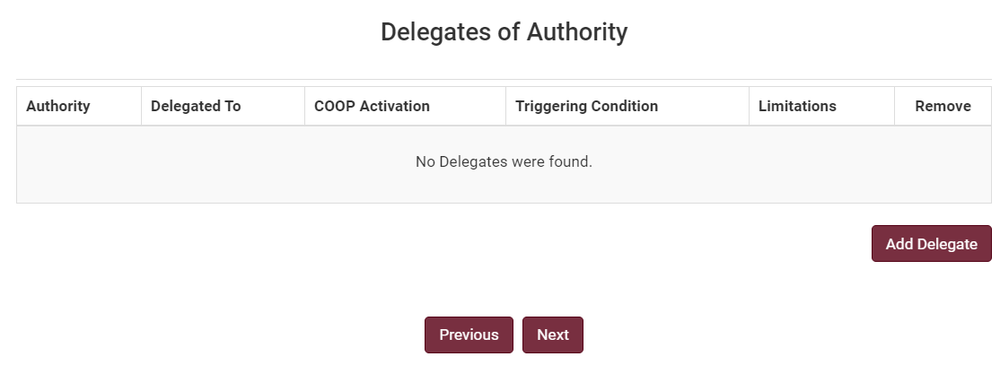 Delegates of Authority
Authority Delegated To COOP Activation Triggering Condition Limitations Remove
No Delegates were found.
Add Delegate
Previous Next